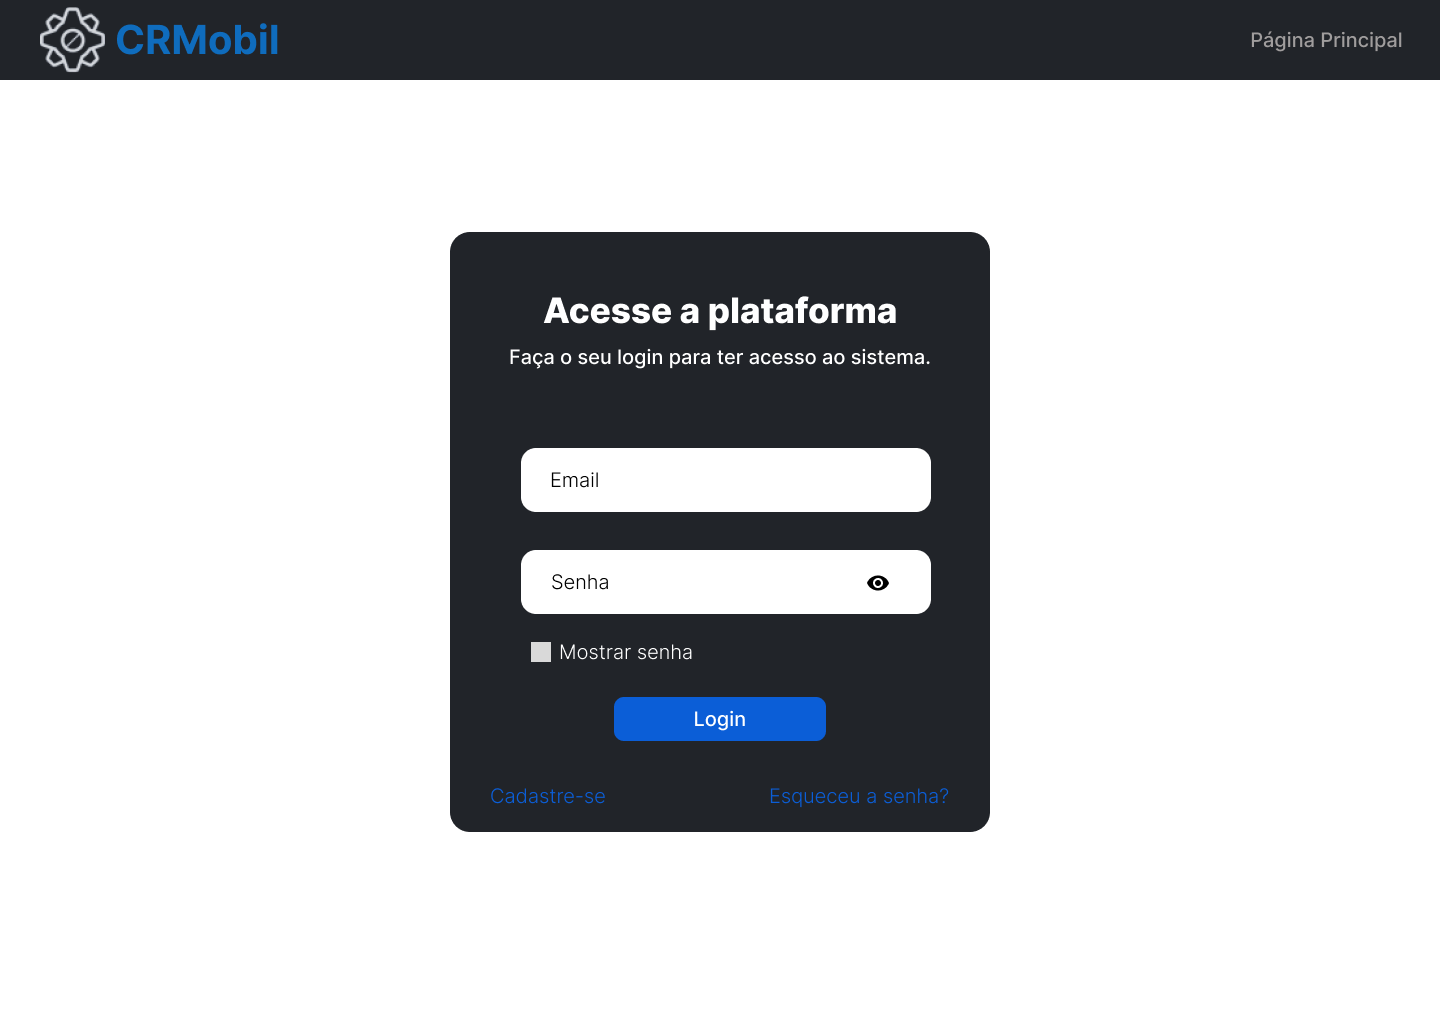 CRMobil
Página Principal
Acesse a plataforma
Faça o seu login para ter acesso ao sistema.
Email
Senha
Mostrar senha
Login
Cadastre-se
Esqueceu a senha?